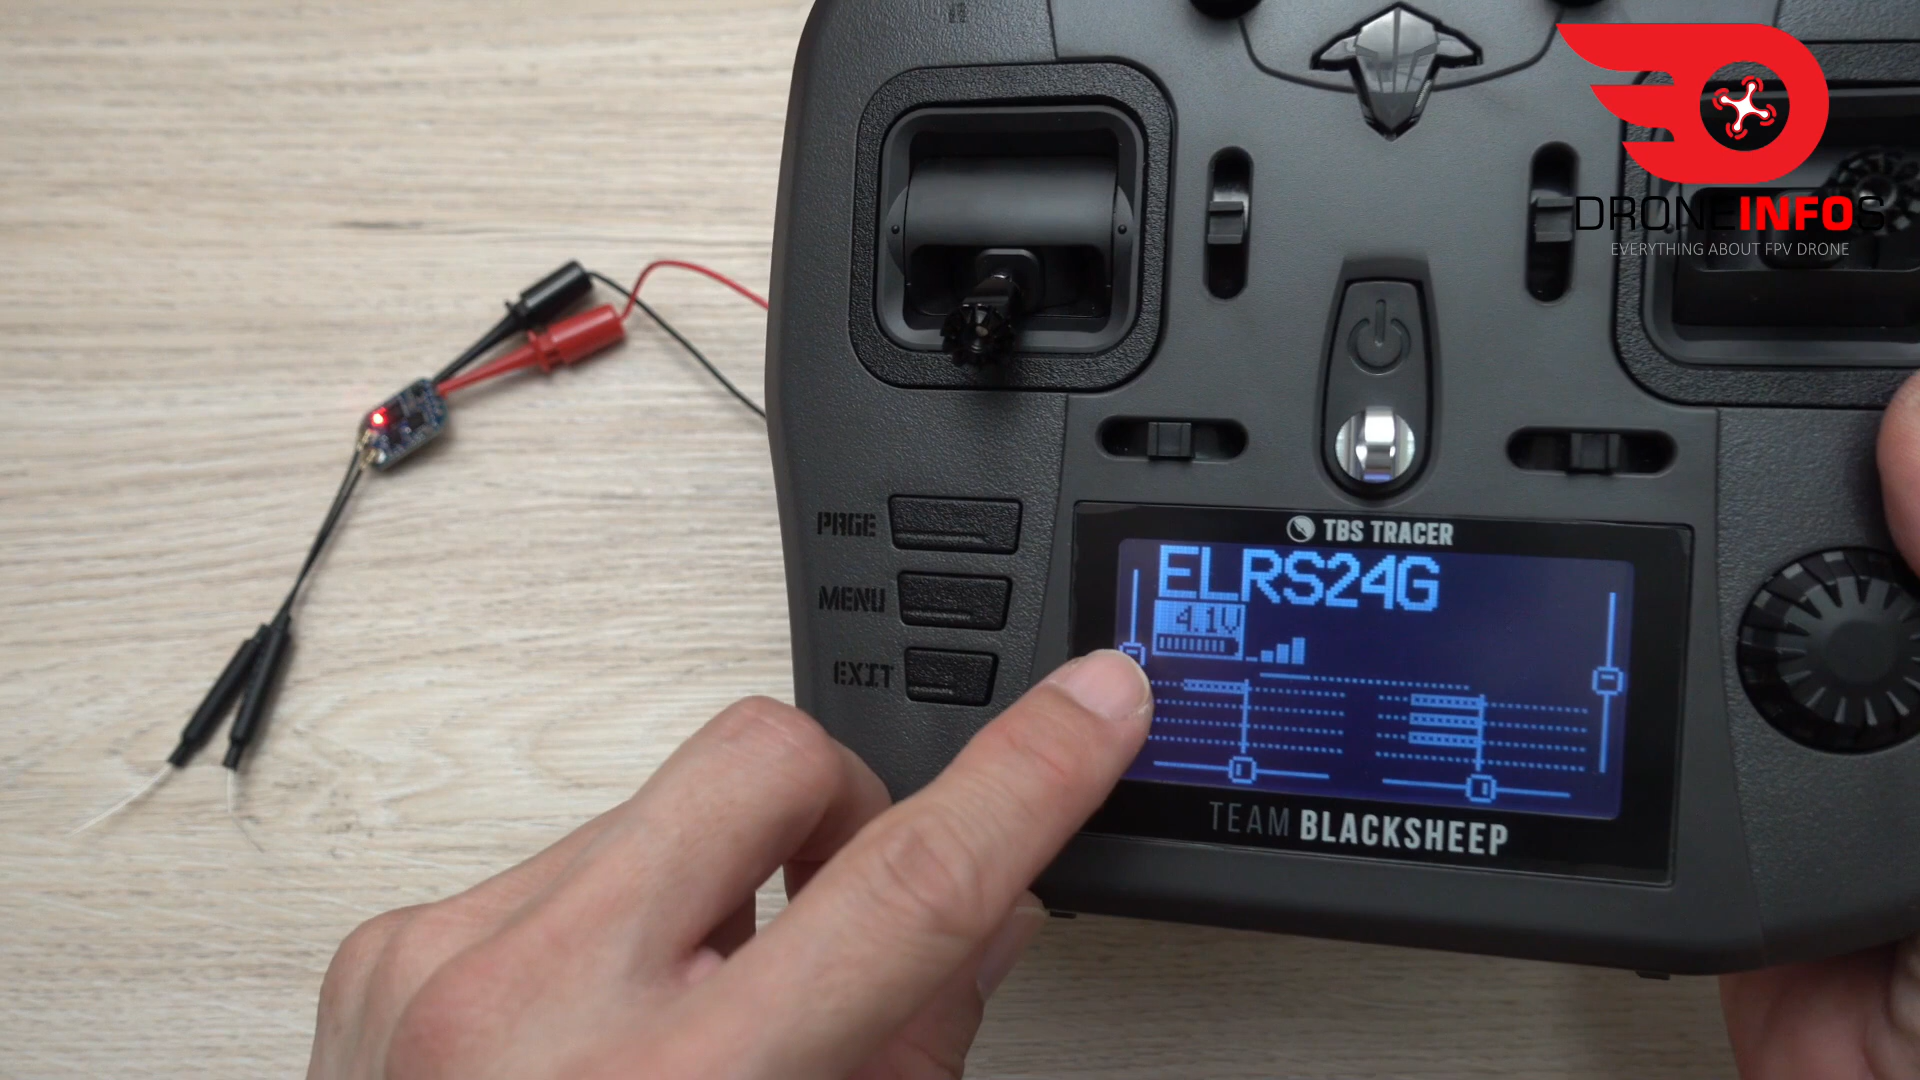 DRONEINFOS
EVERYTHING ABOUT FPV DRONE
PAGE
MENU
EXIT
TBS TRACER
ELRS24G
4.1V
TEAM BLACKSHEEP